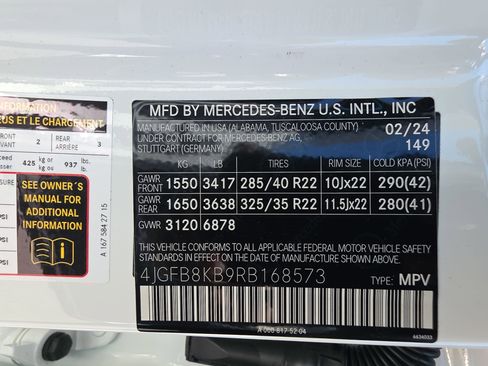 INFORMATION
EUS ET LE CHARGEMENT
FRONT
AVANT
2
REAR
ARRIÈRE
3
425 kg or
kg ou
937 lbs.
lb.
SEE OWNER´S
MANUAL FOR
ADDITIONAL
INFORMATION
PSI
PSI
PSI
A 167 584 27 15
MFD BY MERCEDES-BENZ U.S. INTL., INC
MANUFACTURED IN USA (ALABAMA, TUSCALOOSA COUNTY) 02/24
UNDER CONTRACT FOR MERCEDES-BENZ AG, 149
STUTTGART (GERMANY)
KG LB TIRES RIM SIZE COLD KPA (PSI)
GAWR
FRONT 1550 3417 285/40 R22 10Jx22 290(42)
GAWR
REAR 1650 3638 325/35 R22 11.5Jx22 280(41)
GVWR 3120 6878
THIS VEHICLE CONFORMS TO ALL APPLICABLE FEDERAL MOTOR VEHICLE
SAFETY STANDARDS IN EFFECT ON THE DATE OF MANUFACTURE SHOWN ABOVE.
4JGFB8KB9RB168573
TYPE: MPV
A 000 817 52 04
6634033